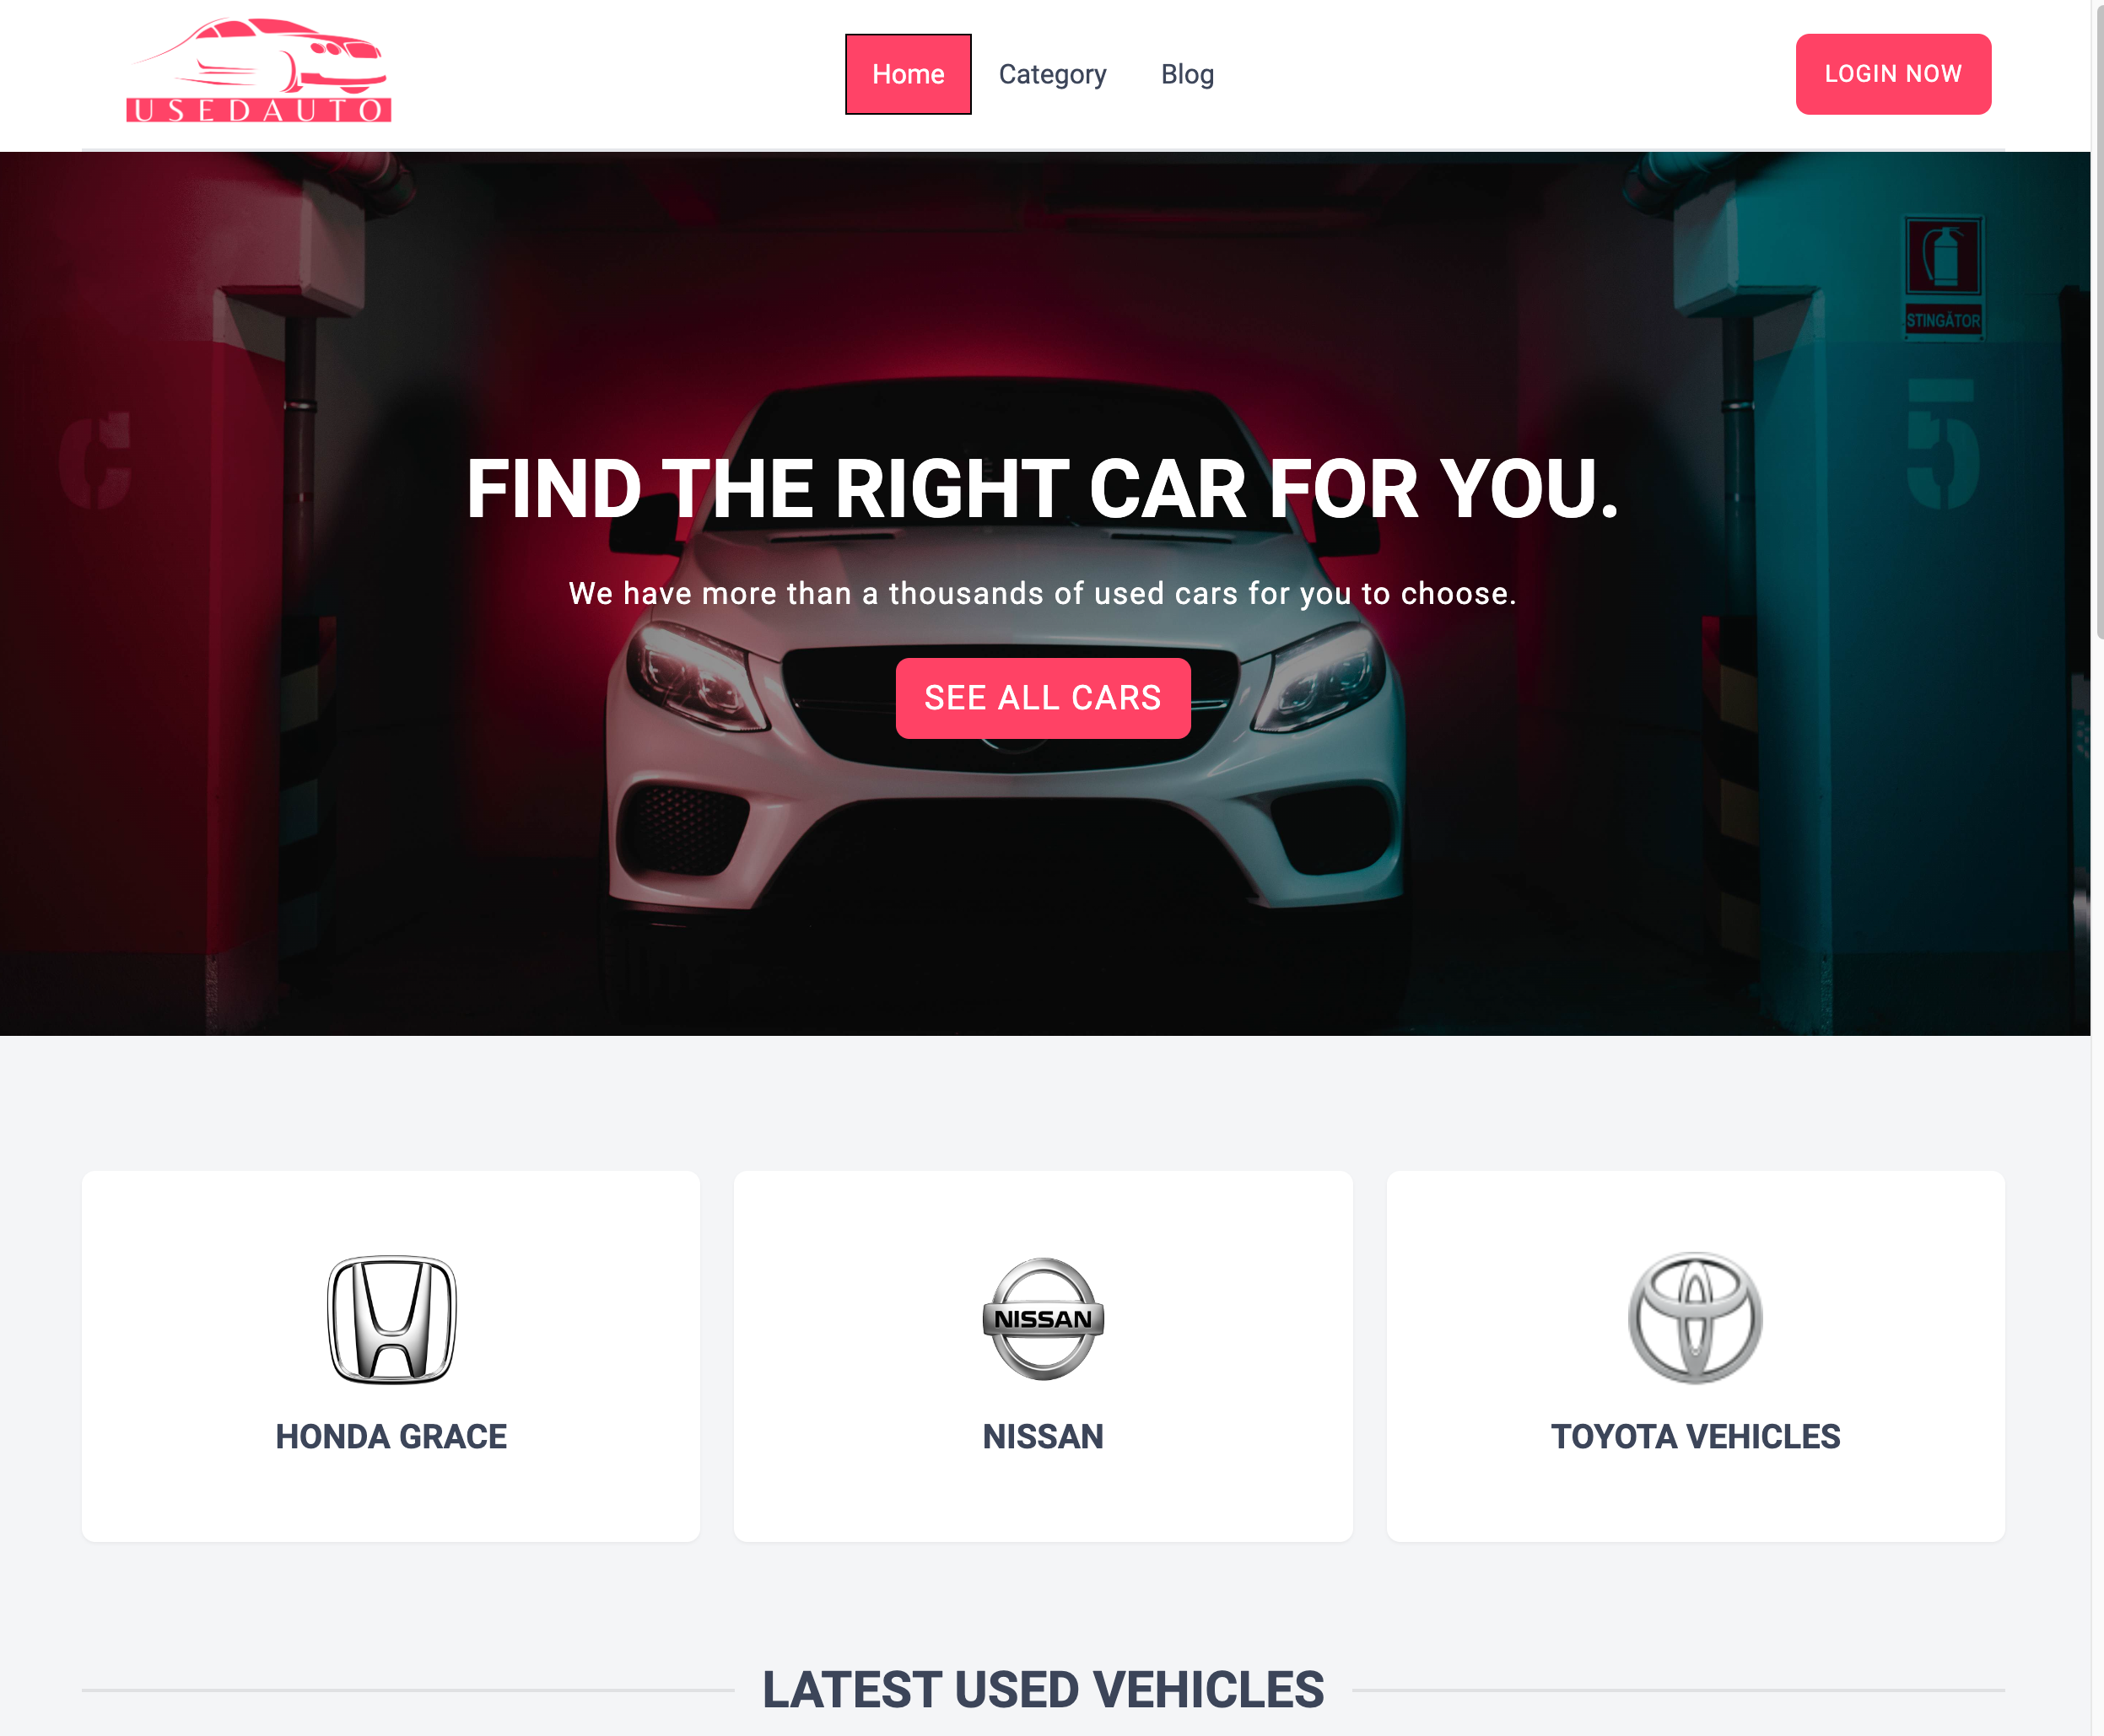 USEDAUTO
Home
Category
Blog
LOGIN NOW
STINGĂTOR
C
5
FIND THE RIGHT CAR FOR YOU.
We have more than a thousands of used cars for you to choose.
SEE ALL CARS
NISSAN
HONDA GRACE
NISSAN
TOYOTA VEHICLES
LATEST USED VEHICLES